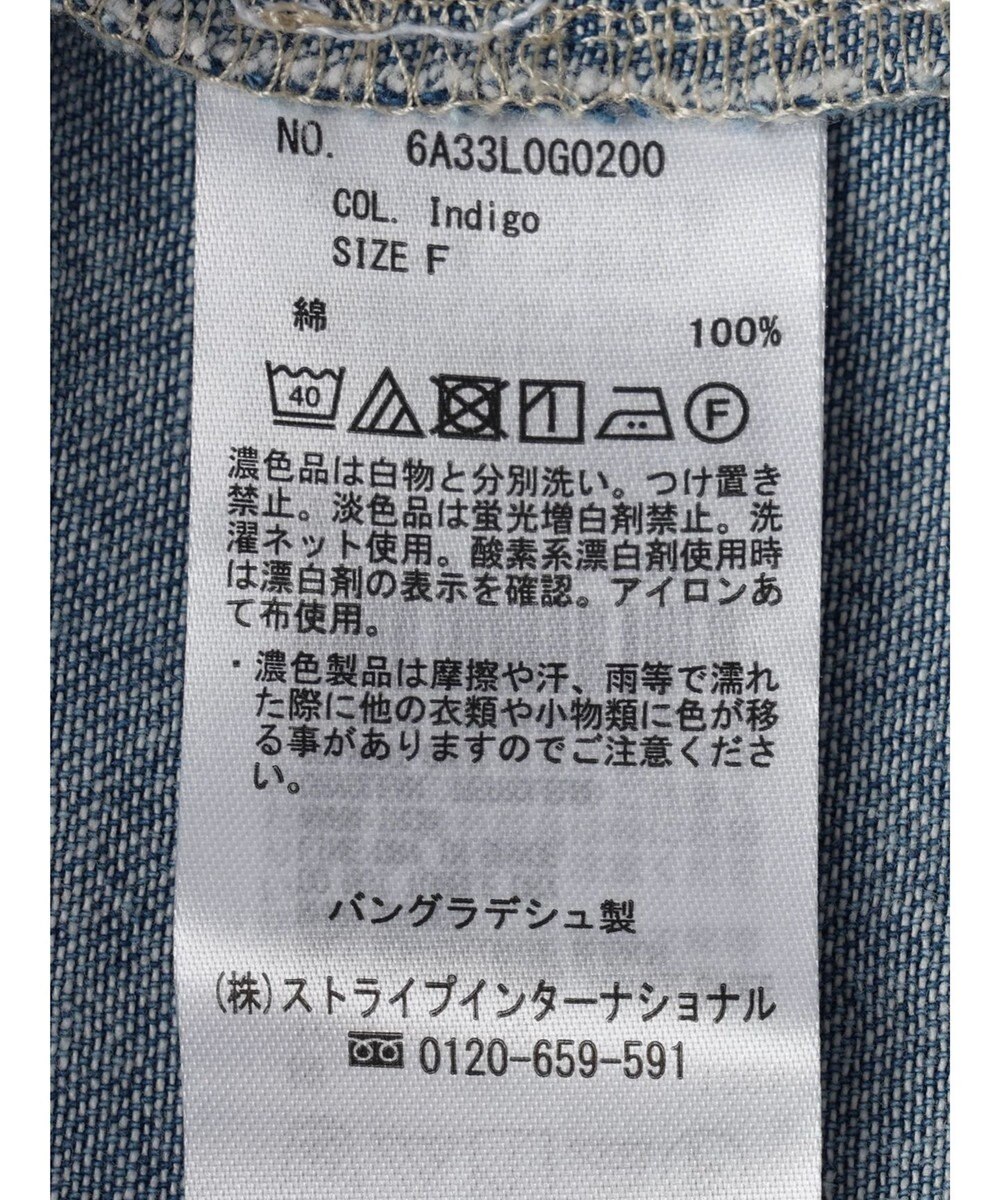 NO. 6A33L0G0200
COL. Indigo
SIZE F
綿 100%
40 F
濃色品は白物と分別洗い。つけ置き
禁止。淡色品は蛍光増白剤禁止。洗
濯ネット使用。酸素系漂白剤使用時
は漂白剤の表示を確認。アイロンあ
て布使用。
・濃色製品は摩擦や汗、雨等で濡れ
た際に他の衣類や小物類に色が移
る事がありますのでご注意くださ
い。
バングラデシュ製
(株)ストライプインターナショナル
0120-659-591